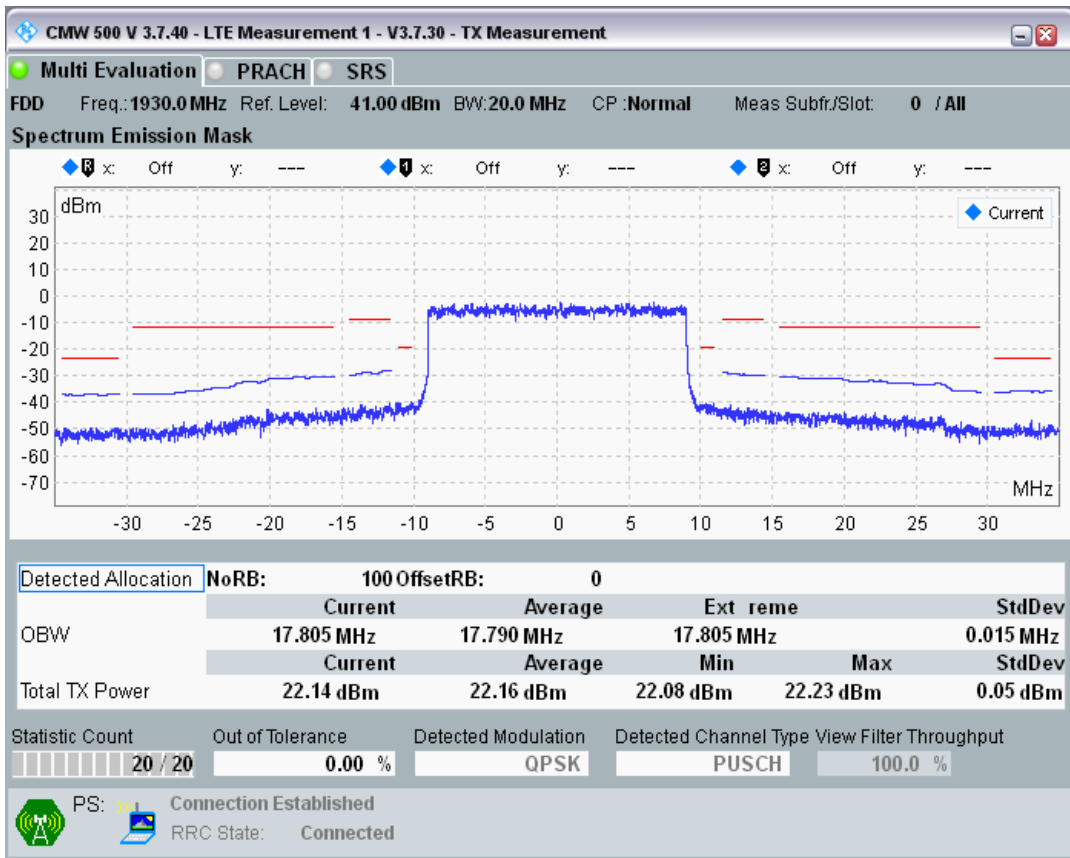 CMW 500 V 3.7.40 - LTE Measurement 1 - V3.7.30 - TX Measurement
Multi Evaluation PRACH SRS
FDD Freq.: 1930.0 MHz Ref. Level: 41.00 dBm BW: 20.0 MHz CP : Normal Meas Subfr./Slot: 0 / All
Spectrum Emission Mask
R x: Off y: --- 1 x: Off y: --- 2 x: Off y: ---
dBm
Current
30
20
10
0
-10
-20
-30
-40
-50
-60
-70
MHz
-30 -25 -20 -15 -10 -5 0 5 10 15 20 25 30
Detected Allocation NoRB: 100 OffsetRB: 0
Current Average Ext reme StdDev
OBW 17.805 MHz 17.790 MHz 17.805 MHz 0.015 MHz
Current Average Min Max StdDev
Total TX Power 22.14 dBm 22.16 dBm 22.08 dBm 22.23 dBm 0.05 dBm
Statistic Count Out of Tolerance Detected Modulation Detected Channel Type View Filter Throughput
20 / 20 0.00 % QPSK PUSCH 100.0 %
PS: Connection Established
RRC State: Connected